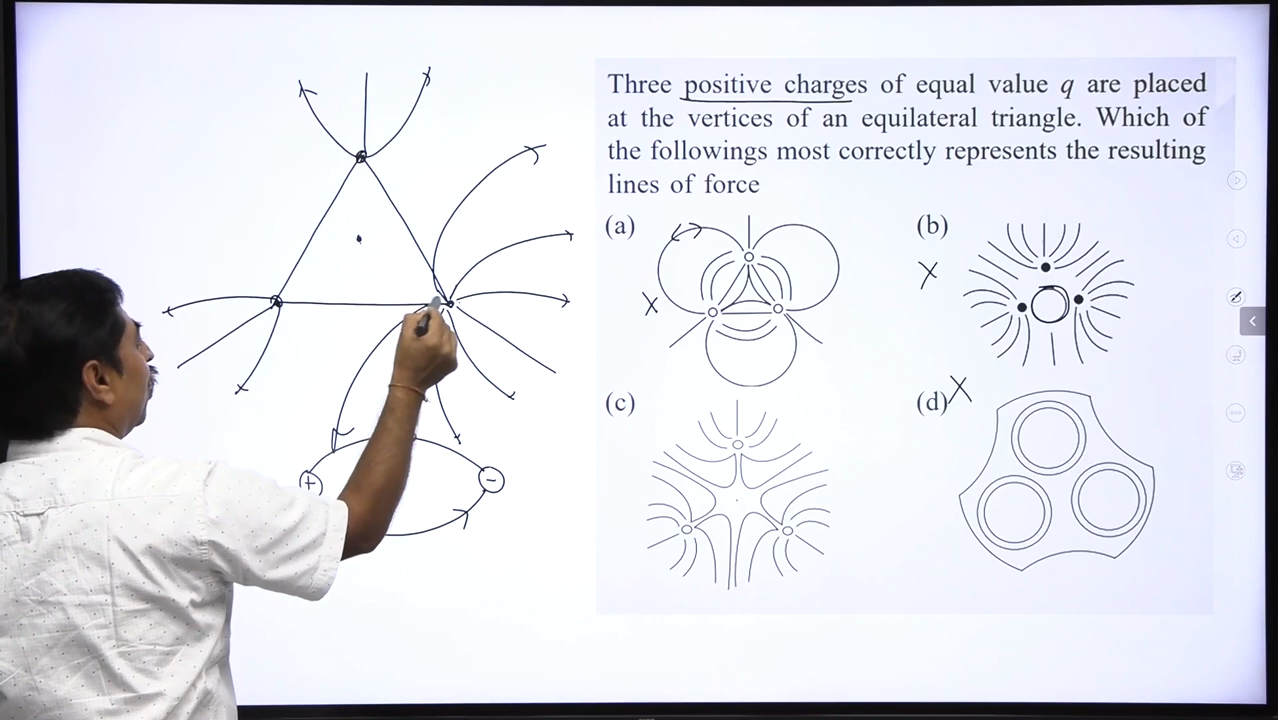 Three positive charges of equal value q are placed
at the vertices of an equilateral triangle. Which of
the followings most correctly represents the resulting
lines of force
(a)
(b)
(c)
(d)
+
-